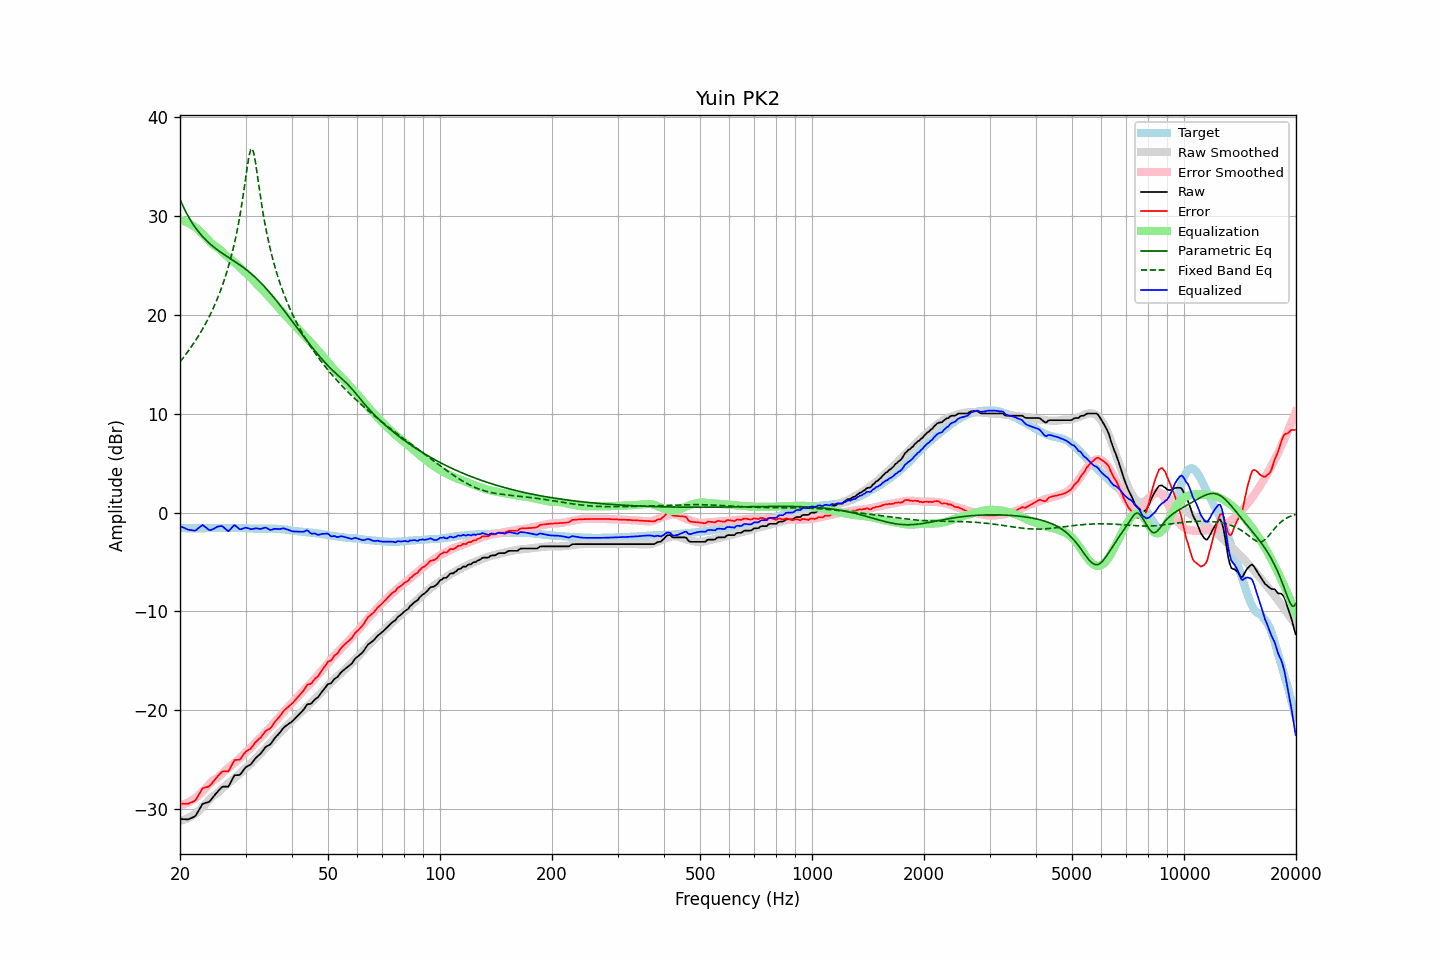 Yuin PK2
Amplitude (dBr)
40
30
20
10
0
−10
−20
−30
20
50
100
200
500
1000
2000
5000
10000
20000
Frequency (Hz)
Target
Raw Smoothed
Error Smoothed
Raw
Error
Equalization
Parametric Eq
Fixed Band Eq
Equalized